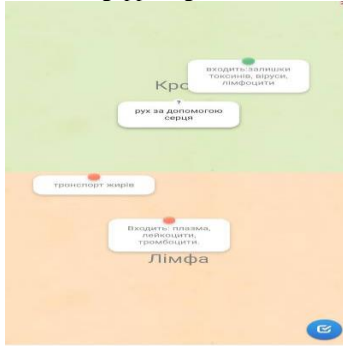 входить:залишки
токсинів, віруси,
лімфоцити
Кро
рух за допомогою
серця
транспорт жирів
Входить: плазма,
лейкоцити,
тромбоцити.
Лімфа